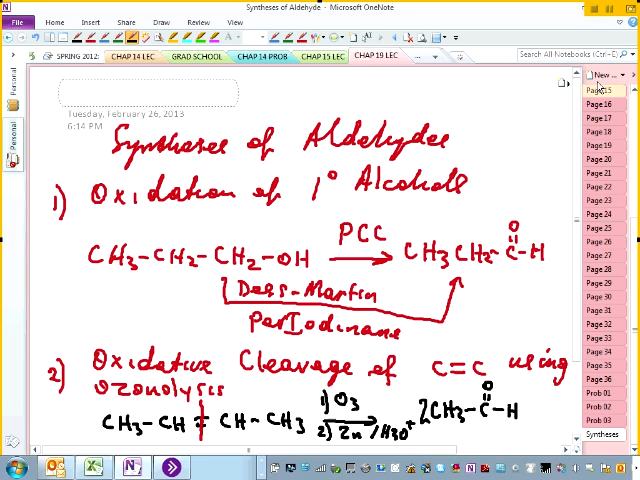 Syntheses of Aldehyde - Microsoft OneNote
File Home Insert Share Draw Review View
SPRING 2012: CHAP 14 LEC GRAD SCHOOL CHAP 14 PROB CHAP 15 LEC CHAP 19 LEC ... Search All Notebooks (Ctrl+E)
Personal
Personal
New ...
Page 15
Page 16
Page 17
Page 18
Page 19
Page 20
Page 21
Page 22
Page 23
Page 24
Page 25
Page 26
Page 27
Page 28
Page 29
Page 30
Page 31
Page 32
Page 33
Page 34
Page 35
Page 36
Prob 01
Prob 02
Prob 03
Syntheses
Tuesday, February 26, 2013
6:14 PM
Syntheses of Aldehydes
1) Oxidation of 1° Alcohols
CH3-CH2-CH2-OH PCC CH3CH2-C-H
O
Dess-Martin
PerIodinane
2) Oxidative Cleavage of C=C using
ozonolysis
CH3-CH=CH-CH3 1) O3 2CH3-C-H
2) Zn/H3O+ O